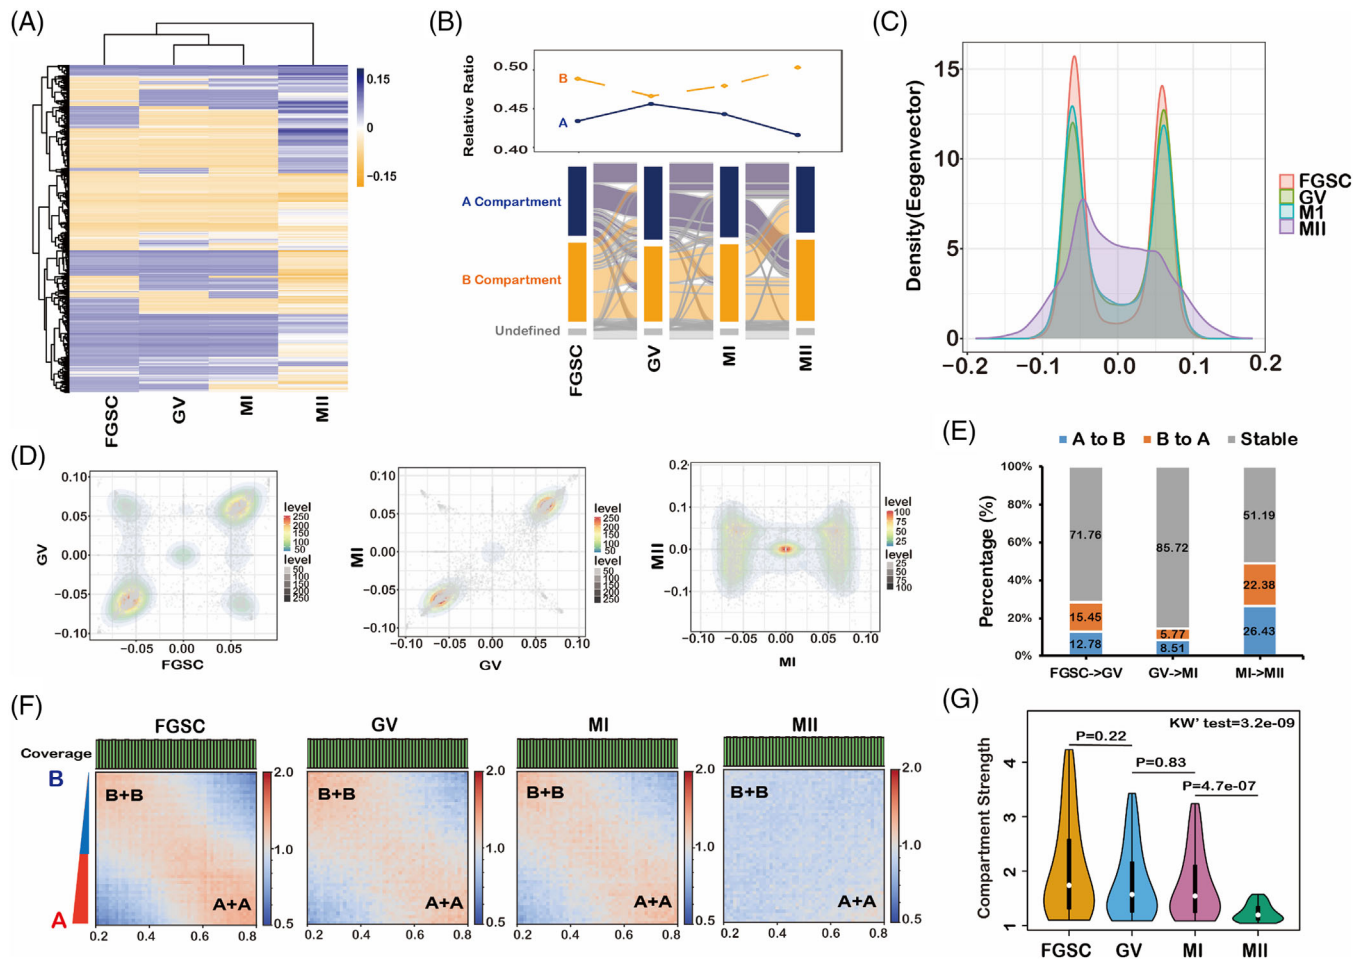 (A)
0.15
0
−0.15
FGSC
GV
MI
MII
(B)
Relative Ratio
0.50
0.45
0.40
B
A
A Compartment
B Compartment
Undefined
FGSC
GV
MI
MII
(C)
Density(Eegenvector)
15
10
5
0
−0.2
−0.1
0.0
0.1
0.2
FGSC
GV
M1
MII
(D)
GV
0.10
0.05
0.00
−0.05
−0.10
−0.05
0.00
0.05
FGSC
level
250
200
150
100
50
level
50
100
150
200
250
MI
0.10
0.05
0.00
−0.05
−0.10
−0.10
−0.05
0.00
0.05
0.10
GV
level
250
200
150
100
50
level
50
100
150
200
250
MII
0.2
0.1
0.0
−0.1
−0.10
−0.05
0.00
0.05
0.10
MI
level
100
75
50
25
level
25
50
75
100
(E)
A to B
B to A
Stable
Percentage (%)
100%
80%
60%
40%
20%
0%
71.76
15.45
12.78
85.72
5.77
8.51
51.19
22.38
26.43
FGSC->GV
GV->MI
MI->MII
(F)
Coverage
B
A
FGSC
B+B
A+A
0.2
0.4
0.6
0.8
2.0
1.0
0.5
GV
B+B
A+A
0.2
0.4
0.6
0.8
2.0
1.0
0.5
MI
B+B
A+A
0.2
0.4
0.6
0.8
2.0
1.0
0.5
MII
B+B
A+A
0.2
0.4
0.6
0.8
2.0
1.0
0.5
(G)
KW' test=3.2e-09
P=0.22
P=0.83
P=4.7e-07
Compartment Strength
4
3
2
1
FGSC
GV
MI
MII